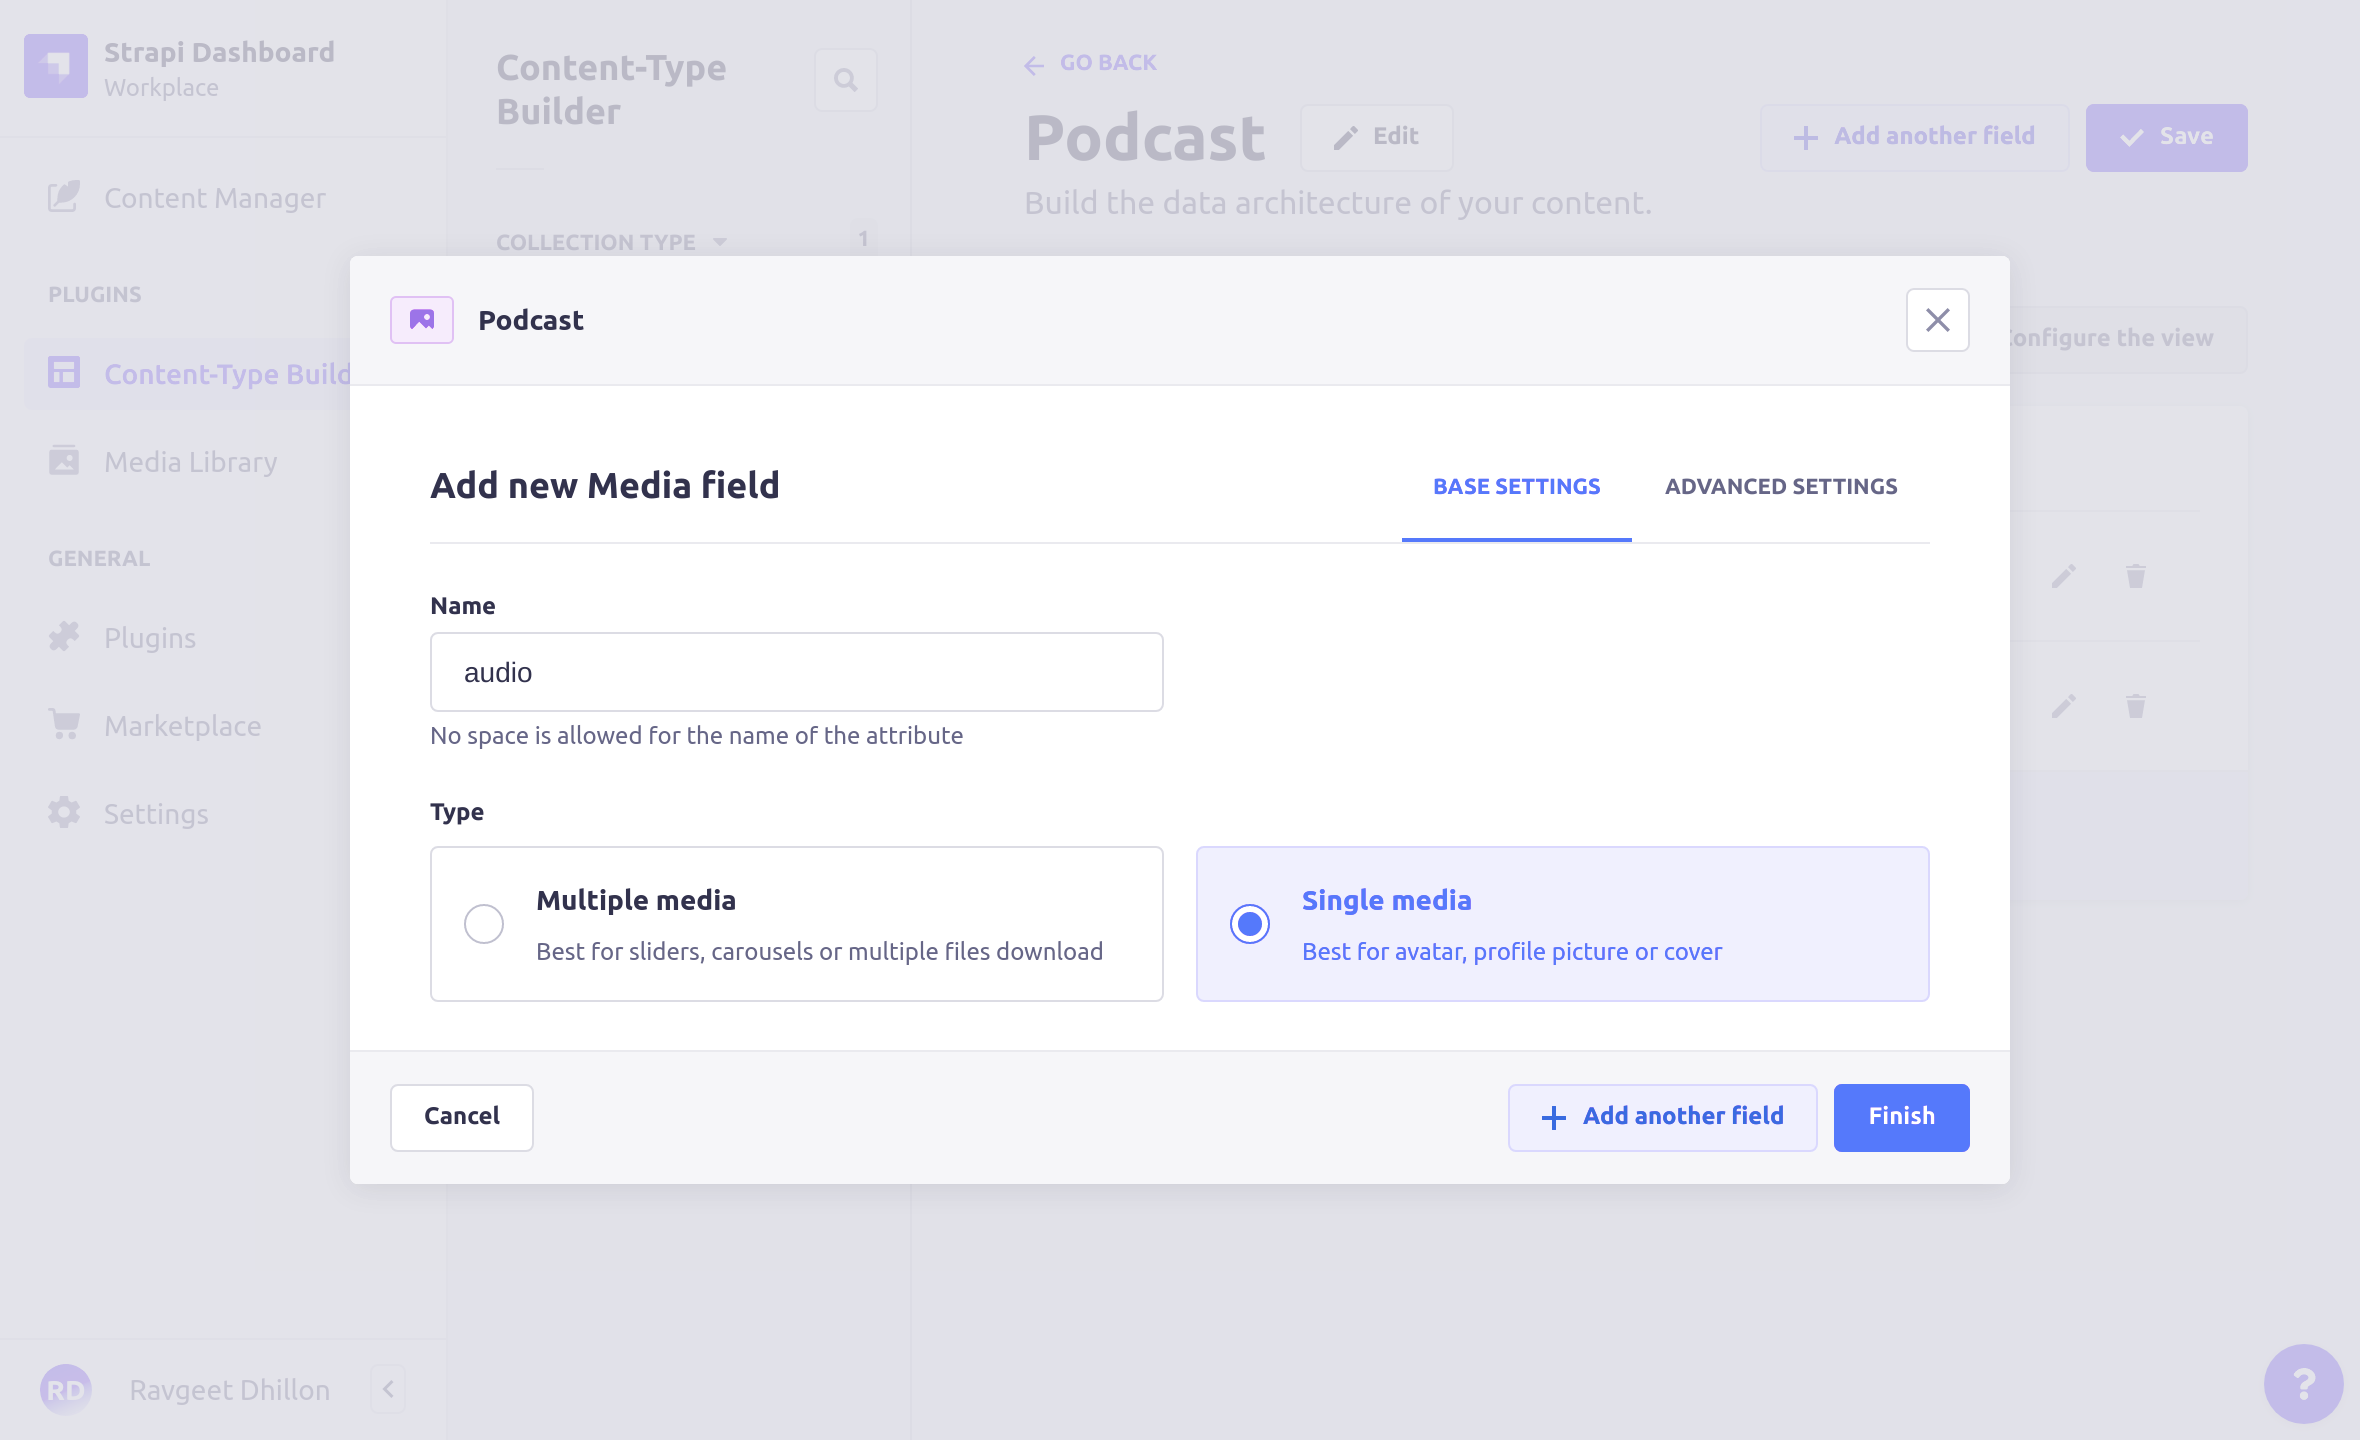 Strapi Dashboard
Workplace
Content Manager
PLUGINS
Content-Type Build
Media Library
GENERAL
Plugins
Marketplace
Settings
RD
Ravgeet Dhillon
Content-Type
Builder
COLLECTION TYPE
1
GO BACK
Podcast
Edit
Add another field
Save
Build the data architecture of your content.
onfigure the view
Podcast
Add new Media field
BASE SETTINGS
ADVANCED SETTINGS
Name
audio
No space is allowed for the name of the attribute
Type
Multiple media
Best for sliders, carousels or multiple files download
Single media
Best for avatar, profile picture or cover
Cancel
Add another field
Finish
?